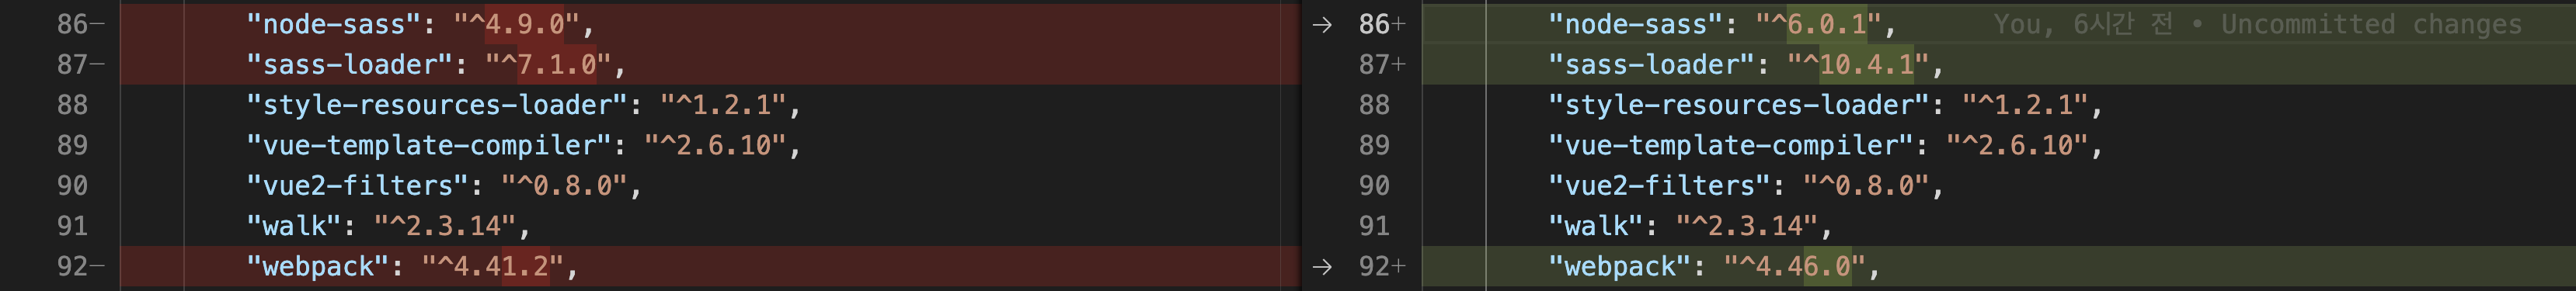 86– "node-sass": "^4.9.0",
87– "sass-loader": "^7.1.0",
88 "style-resources-loader": "^1.2.1",
89 "vue-template-compiler": "^2.6.10",
90 "vue2-filters": "^0.8.0",
91 "walk": "^2.3.14",
92– "webpack": "^4.41.2",
→ 86+ "node-sass": "^6.0.1", You, 6시간 전 • Uncommitted changes
87+ "sass-loader": "^10.4.1",
88 "style-resources-loader": "^1.2.1",
89 "vue-template-compiler": "^2.6.10",
90 "vue2-filters": "^0.8.0",
91 "walk": "^2.3.14",
→ 92+ "webpack": "^4.46.0",